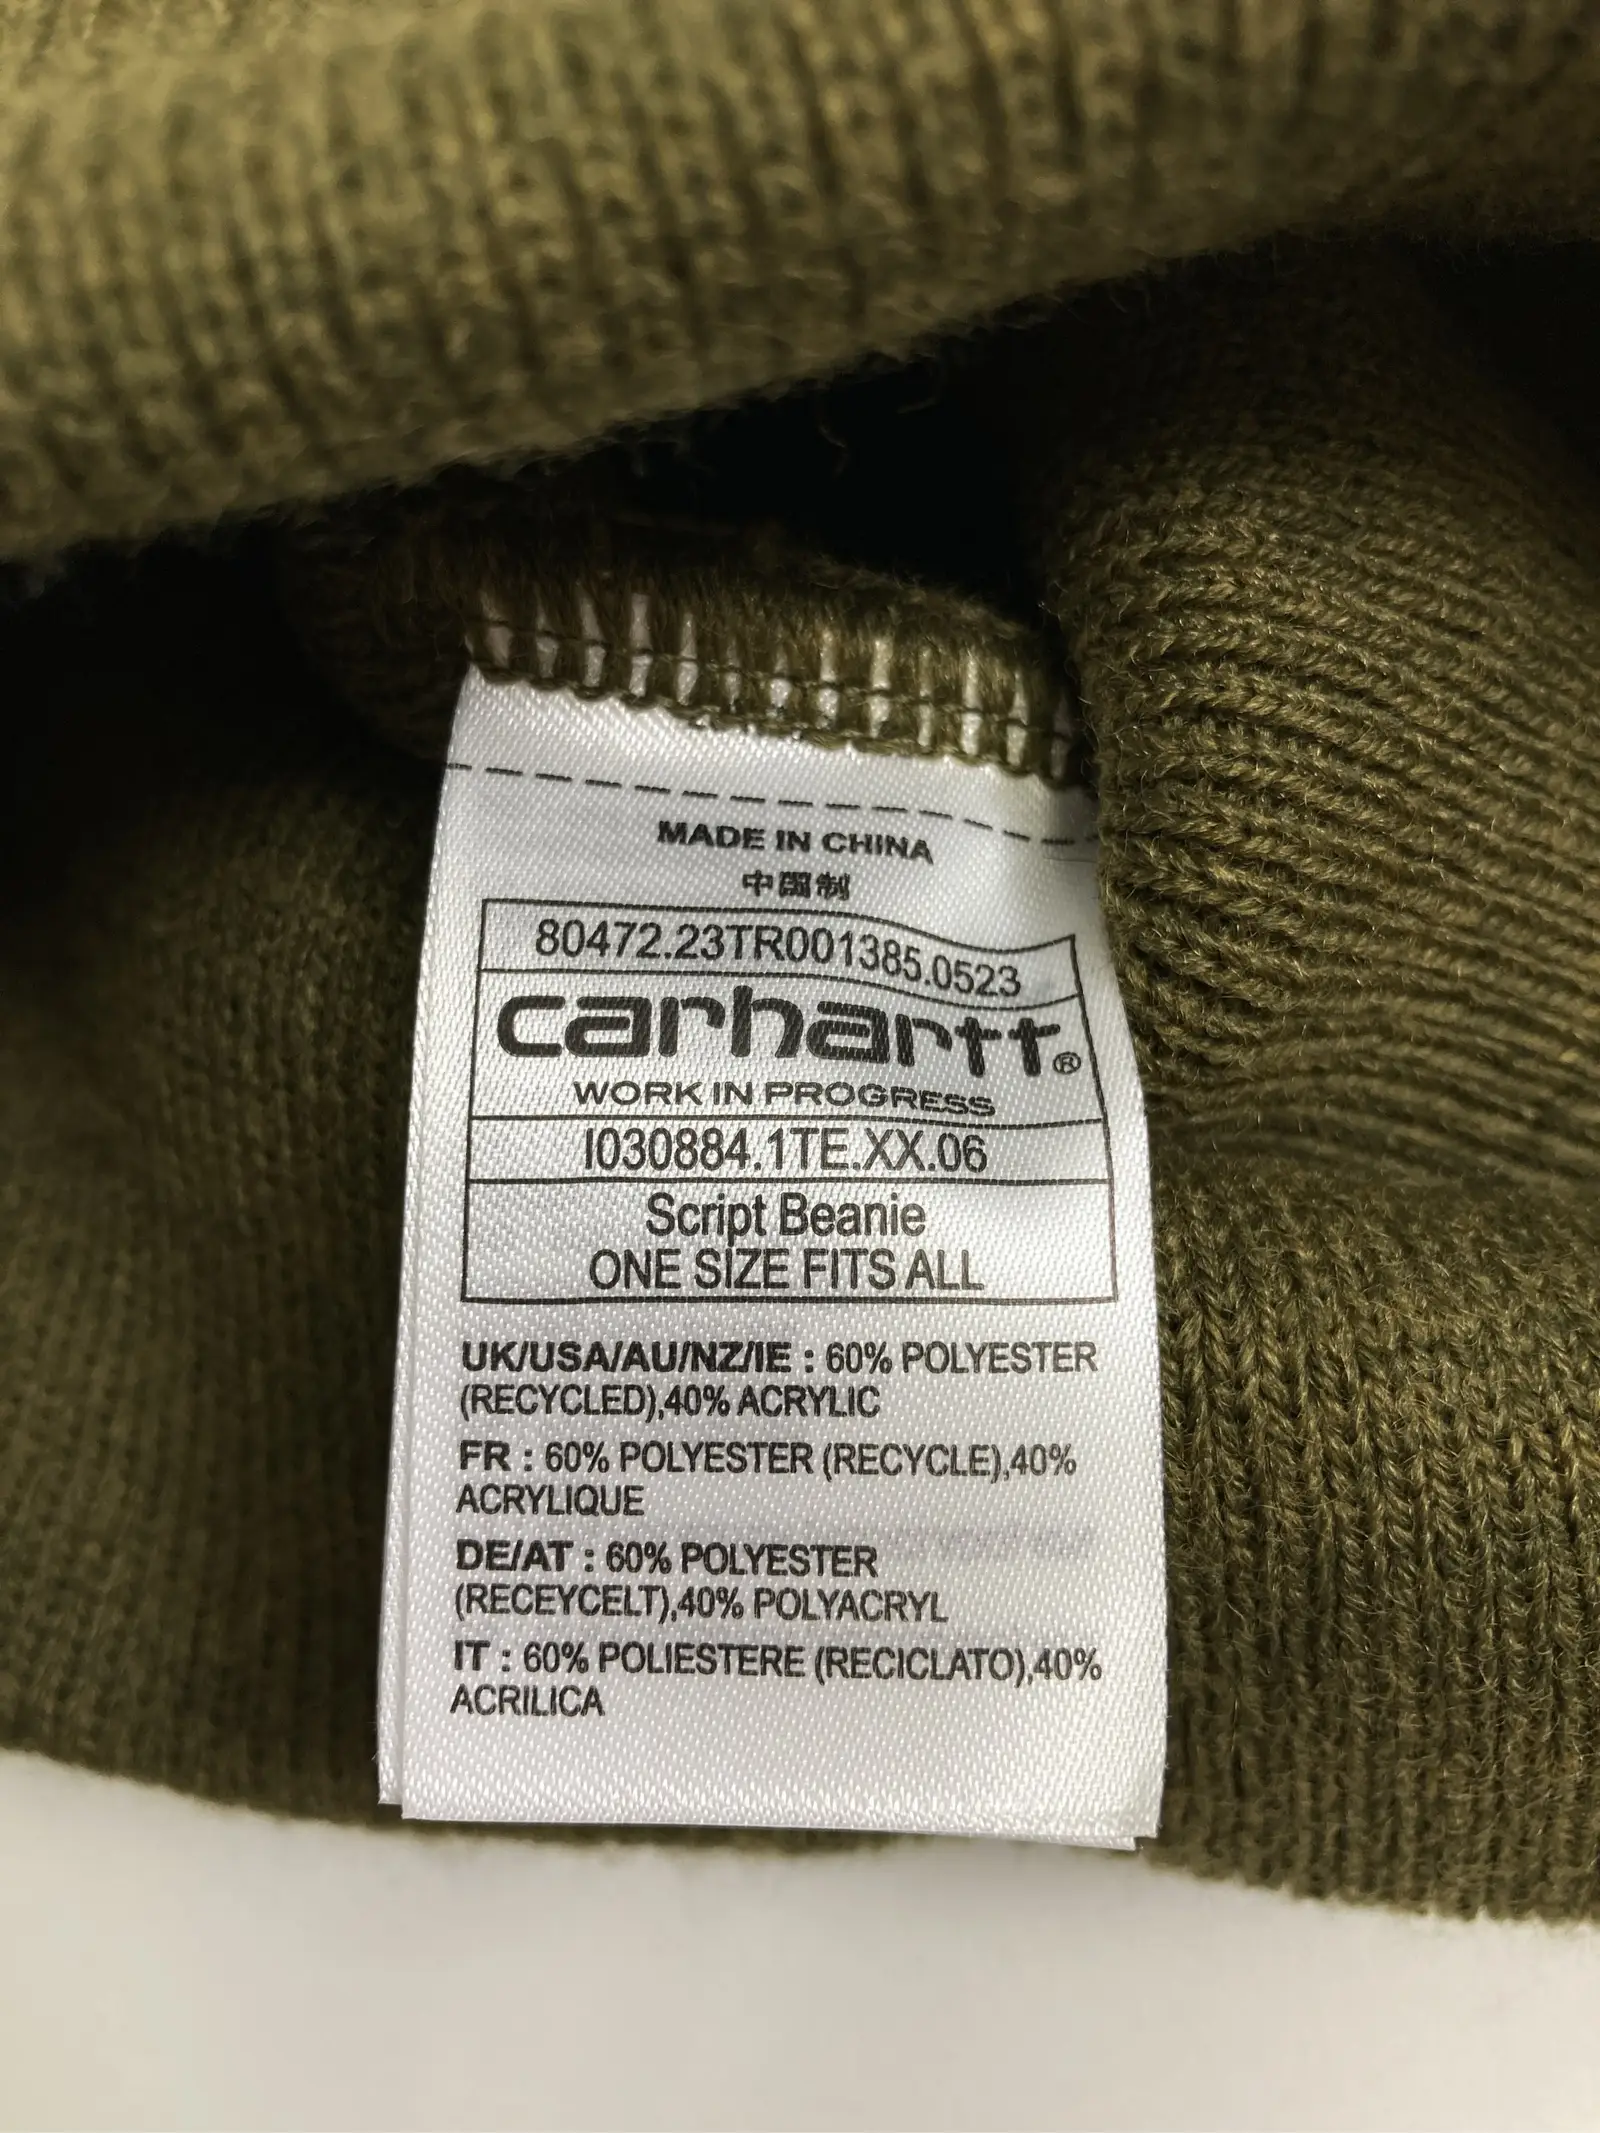 MADE IN CHINA
中国制
80472.23TR001385.0523
carhartt®
WORK IN PROGRESS
I030884.1TE.XX.06
Script Beanie
ONE SIZE FITS ALL
UK/USA/AU/NZ/IE : 60% POLYESTER
(RECYCLED),40% ACRYLIC
FR : 60% POLYESTER (RECYCLE),40%
ACRYLIQUE
DE/AT : 60% POLYESTER
(RECEYCELT),40% POLYACRYL
IT : 60% POLIESTERE (RECICLATO),40%
ACRILICA